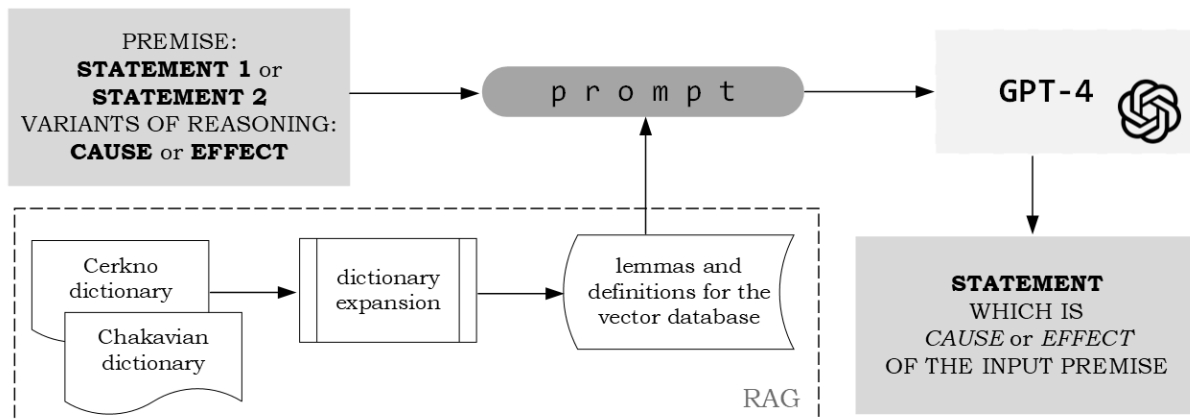 PREMISE:
STATEMENT 1 or
STATEMENT 2
VARIANTS OF REASONING:
CAUSE or EFFECT
prompt
GPT-4
Cerkno
dictionary
Chakavian
dictionary
dictionary
expansion
lemmas and
definitions for the
vector database
RAG
STATEMENT
WHICH IS
CAUSE or EFFECT
OF THE INPUT PREMISE